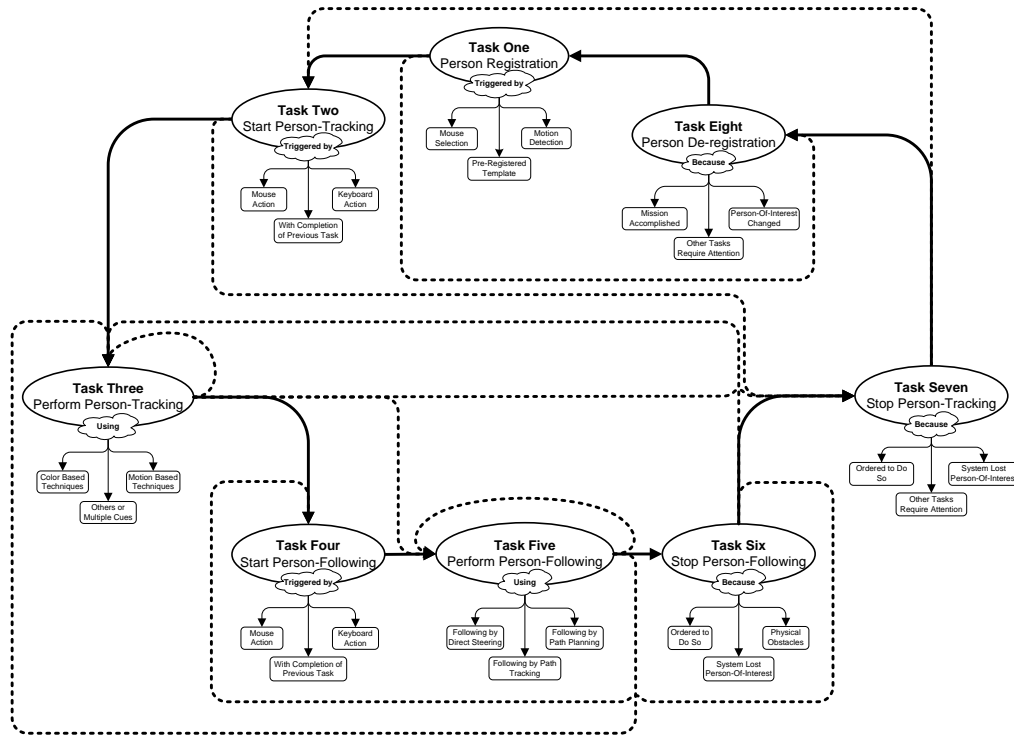 Task One
Person Registration
Triggered by
Mouse
Selection
Motion
Detection
Pre-Registered
Template
Task Two
Start Person-Tracking
Triggered by
Mouse
Action
Keyboard
Action
With Completion
of Previous Task
Task Eight
Person De-registration
Because
Mission
Accomplished
Person-Of-Interest
Changed
Other Tasks
Require Attention
Task Three
Perform Person-Tracking
Using
Color Based
Techniques
Motion Based
Techniques
Others or
Multiple Cues
Task Seven
Stop Person-Tracking
Because
Ordered to Do
So
System Lost
Person-Of-Interest
Other Tasks
Require Attention
Task Four
Start Person-Following
Triggered by
Mouse
Action
Keyboard
Action
With Completion of
Previous Task
Task Five
Perform Person-Following
Using
Following by
Direct Steering
Following by
Path Planning
Following by Path
Tracking
Task Six
Stop Person-Following
Because
Ordered to
Do So
Physical
Obstacles
System Lost
Person-Of-Interest